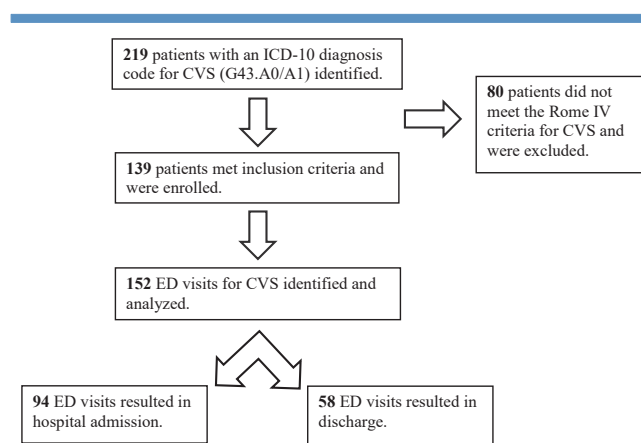 219 patients with an ICD-10 diagnosis
code for CVS (G43.A0/A1) identified.
80 patients did not
meet the Rome IV
criteria for CVS and
were excluded.
139 patients met inclusion criteria and
were enrolled.
152 ED visits for CVS identified and
analyzed.
94 ED visits resulted in
hospital admission.
58 ED visits resulted in
discharge.